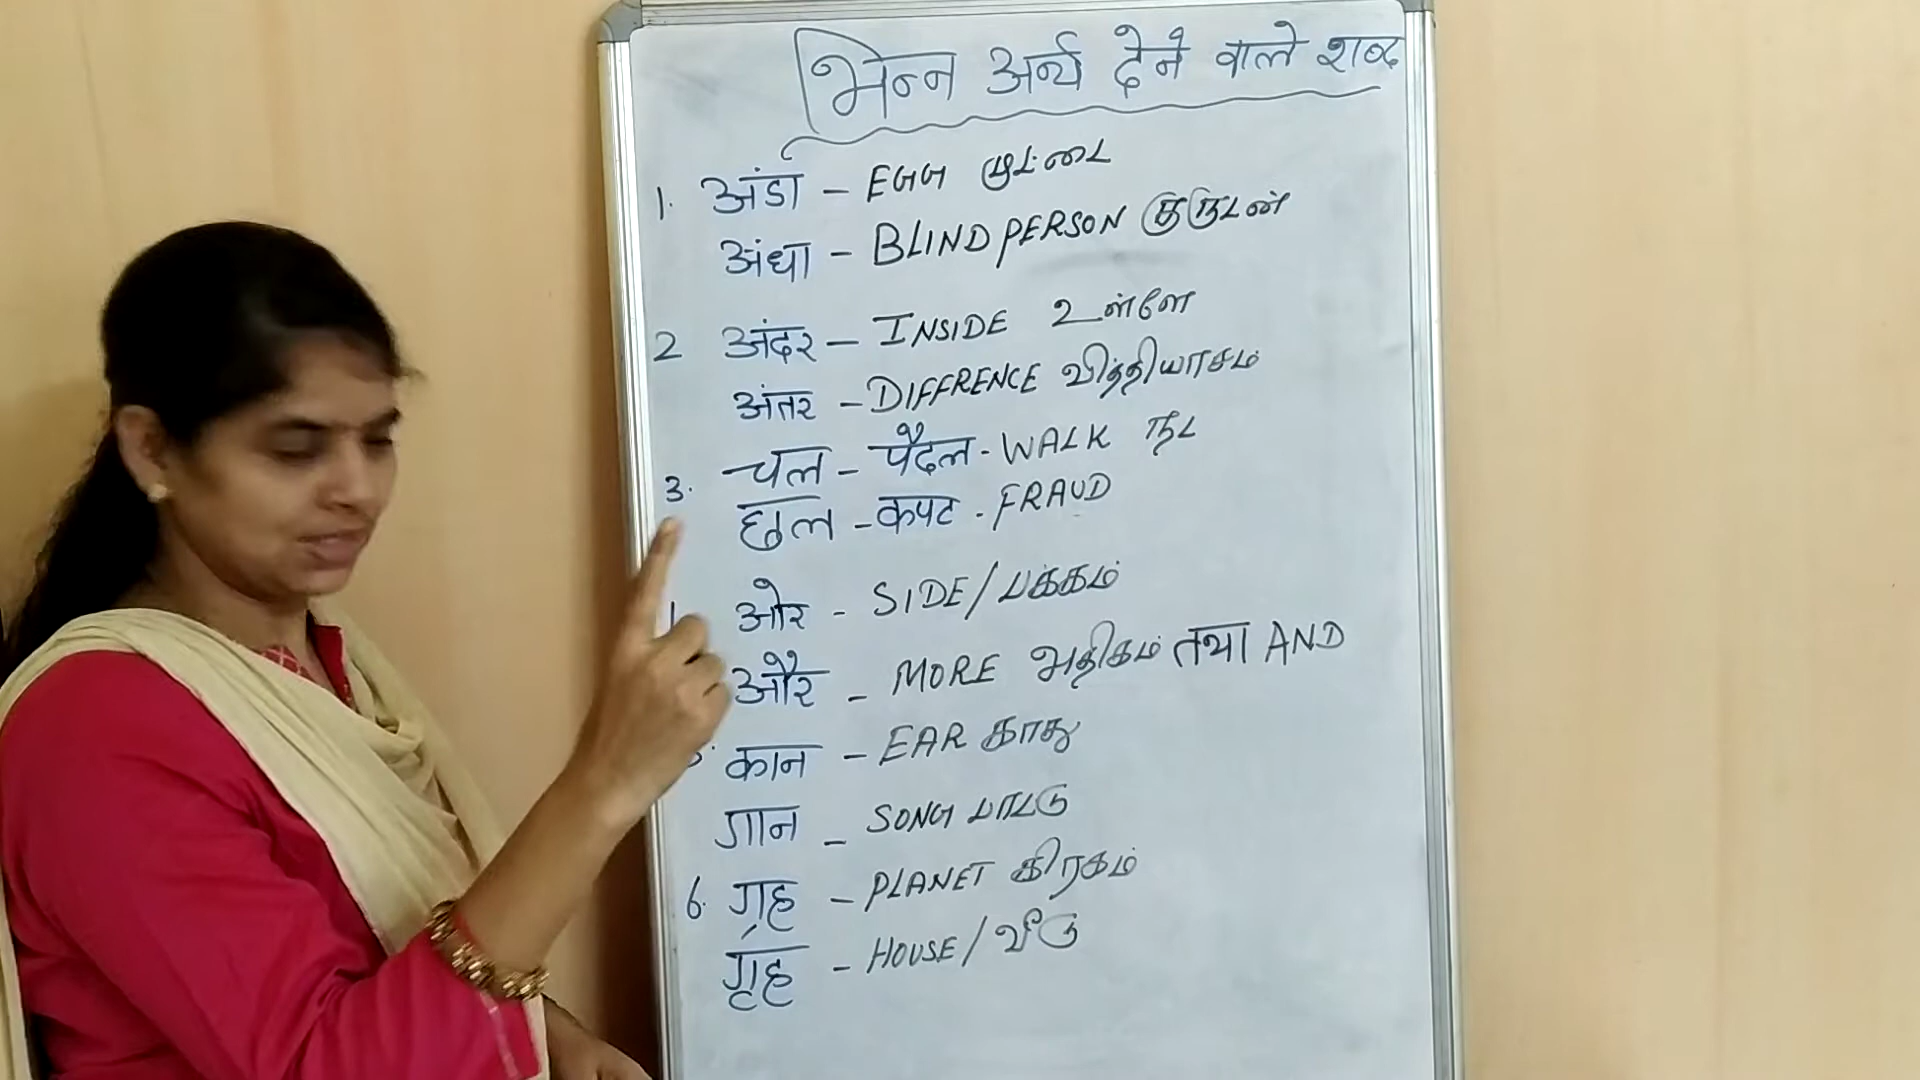 भिन्न अर्थ देने वाले शब्द
1. अंडा - EGG முட்டை
अंधा - BLIND PERSON குருடன்
2 अंदर - INSIDE உள்ளே
अंतर - DIFFRENCE வித்தியாசம்
3. चल - पैदल - WALK நட
छल - कपट - FRAUD
ओर - SIDE/பக்கம்
और - MORE அதிகம் तथा AND
कान - EAR காது
गान - SONG பாட்டு
6. ग्रह - PLANET கிரகம்
गृह - HOUSE/வீடு